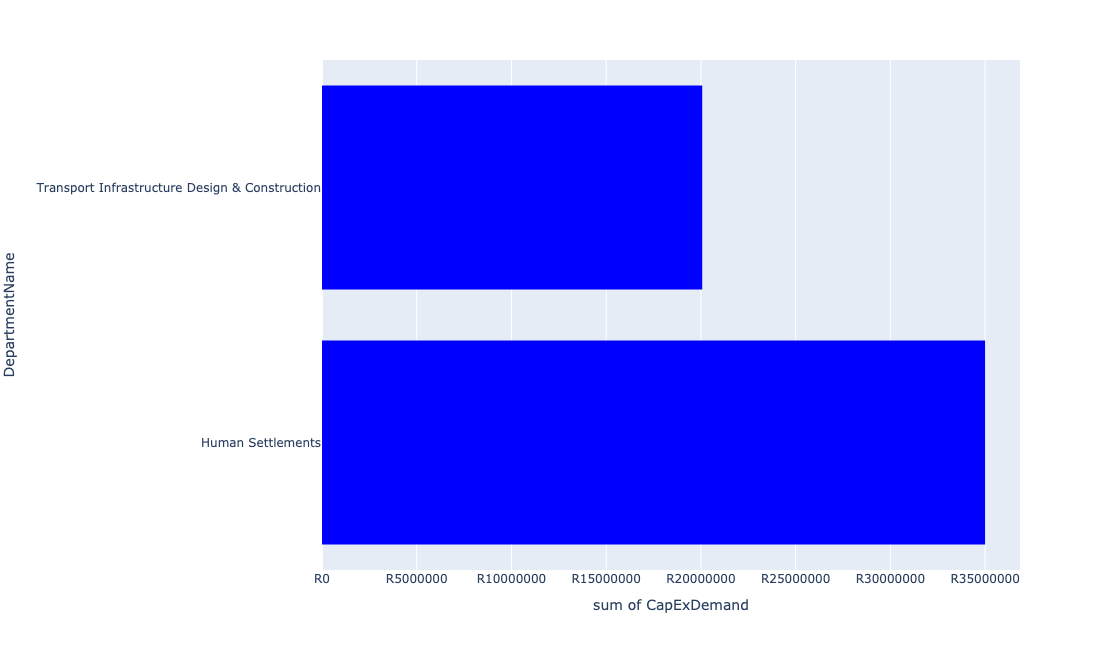 Transport Infrastructure Design & Construction
DepartmentName
Human Settlements
R0 R5000000 R10000000 R15000000 R20000000 R25000000 R30000000 R35000000
sum of CapExDemand